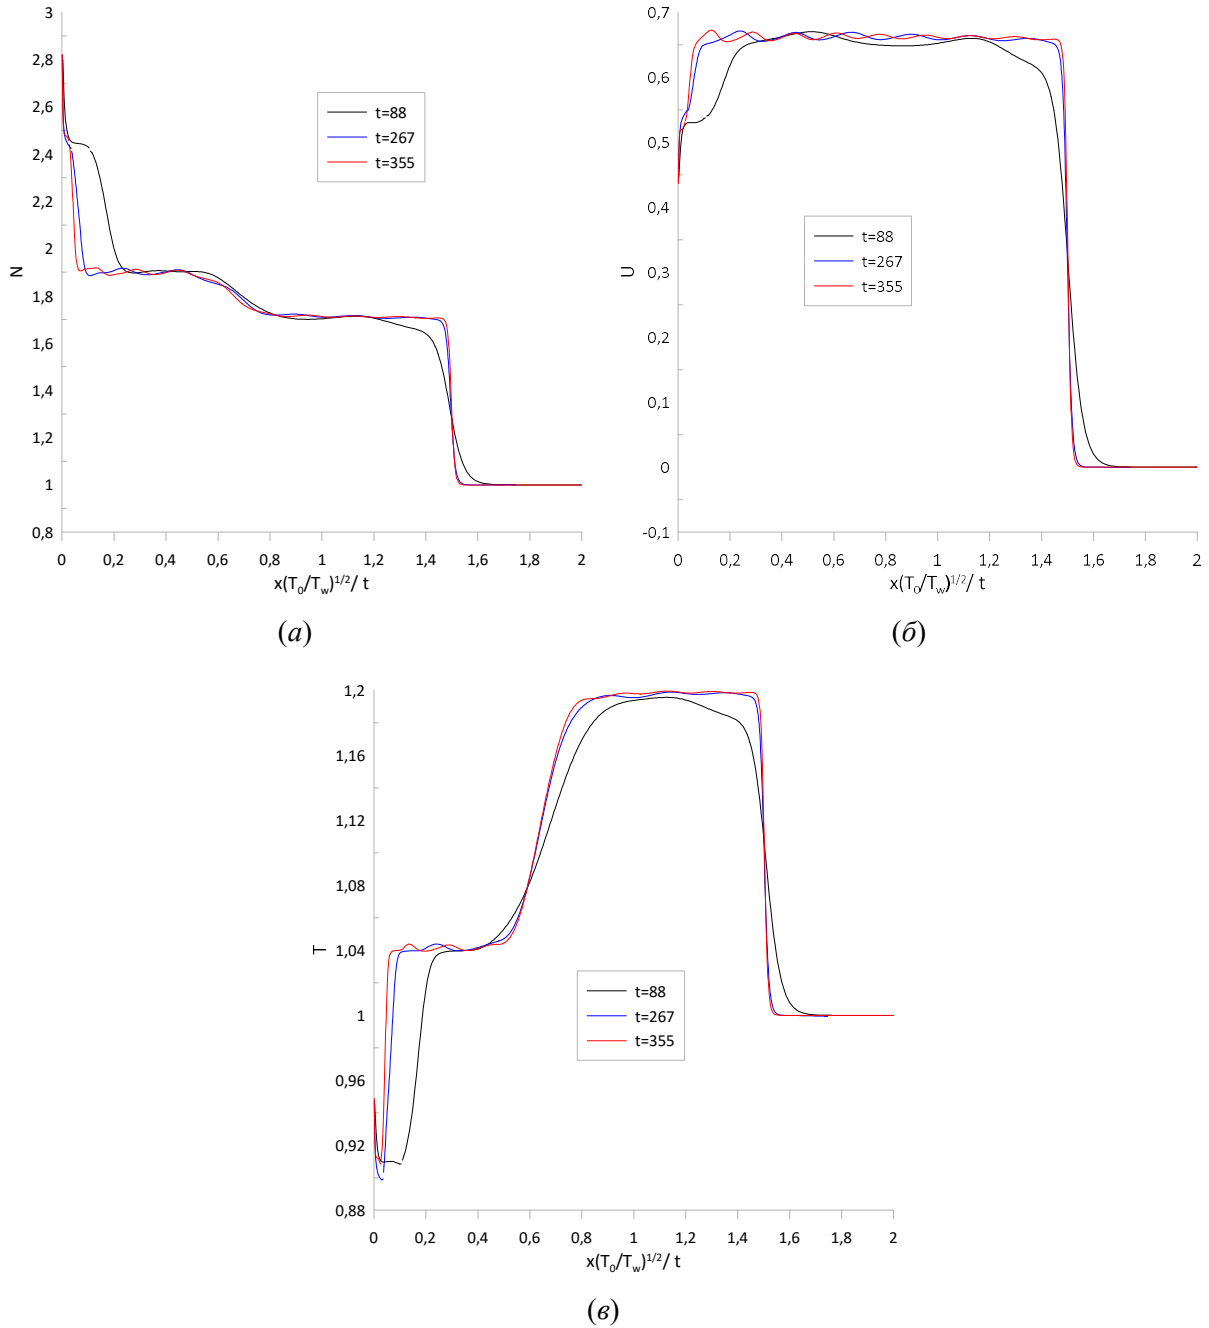 3
2,8
2,6
2,4
2,2
2
1,8
1,6
1,4
1,2
1
0,8
N
t=88
t=267
t=355
0 0,2 0,4 0,6 0,8 1 1,2 1,4 1,6 1,8 2
x(T₀/T_w)^1/2/ t
(а)
0,7
0,6
0,5
0,4
0,3
0,2
0,1
0
-0,1
U
t=88
t=267
t=355
0 0,2 0,4 0,6 0,8 1 1,2 1,4 1,6 1,8 2
x(T₀/T_w)^1/2/ t
(б)
1,2
1,16
1,12
1,08
1,04
1
0,96
0,92
0,88
T
t=88
t=267
t=355
0 0,2 0,4 0,6 0,8 1 1,2 1,4 1,6 1,8 2
x(T₀/T_w)^1/2/ t
(в)